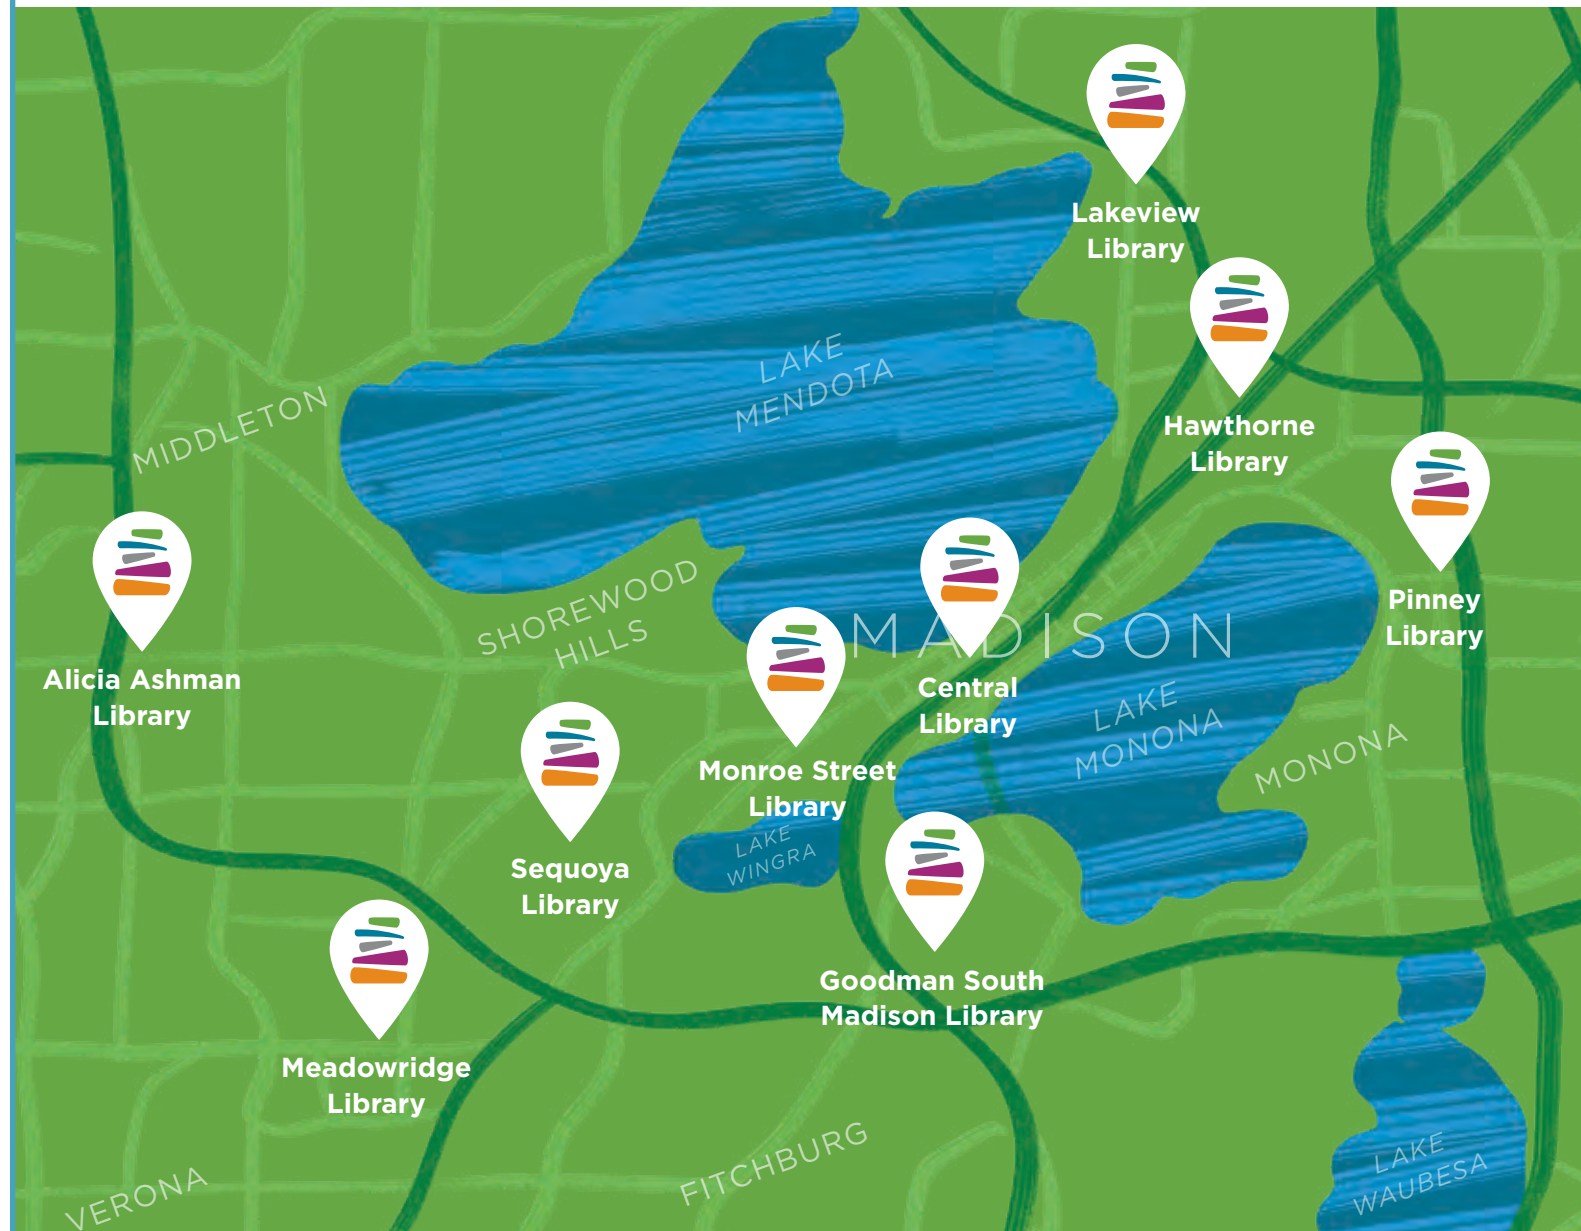 Lakeview
Library
LAKE
MENDOTA
Hawthorne
Library
MIDDLETON
Pinney
Library
SHOREWOOD
HILLS
MADISON
Alicia Ashman
Library
Central
Library
LAKE
MONONA
MONONA
Monroe Street
Library
LAKE
WINGRA
Sequoya
Library
Goodman South
Madison Library
Meadowridge
Library
VERONA
FITCHBURG
LAKE
WAUBESA